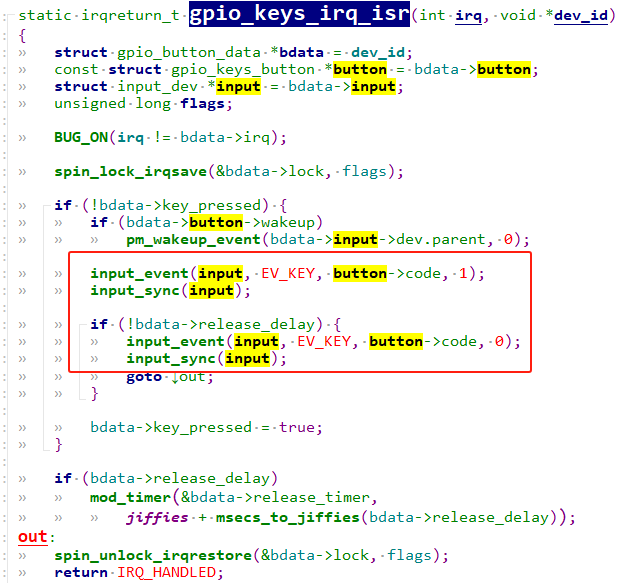 static irqreturn_t gpio_keys_irq_isr(int irq, void *dev_id)
{
	struct gpio_button_data *bdata = dev_id;
	const struct gpio_keys_button *button = bdata->button;
	struct input_dev *input = bdata->input;
	unsigned long flags;

	BUG_ON(irq != bdata->irq);

	spin_lock_irqsave(&bdata->lock, flags);

	if (!bdata->key_pressed) {
		if (bdata->button->wakeup)
			pm_wakeup_event(bdata->input->dev.parent, 0);

		input_event(input, EV_KEY, button->code, 1);
		input_sync(input);

		if (!bdata->release_delay) {
			input_event(input, EV_KEY, button->code, 0);
			input_sync(input);
			goto ↓out;
		}

		bdata->key_pressed = true;
	}

	if (bdata->release_delay)
		mod_timer(&bdata->release_timer,
			jiffies + msecs_to_jiffies(bdata->release_delay));
out:
	spin_unlock_irqrestore(&bdata->lock, flags);
	return IRQ_HANDLED;